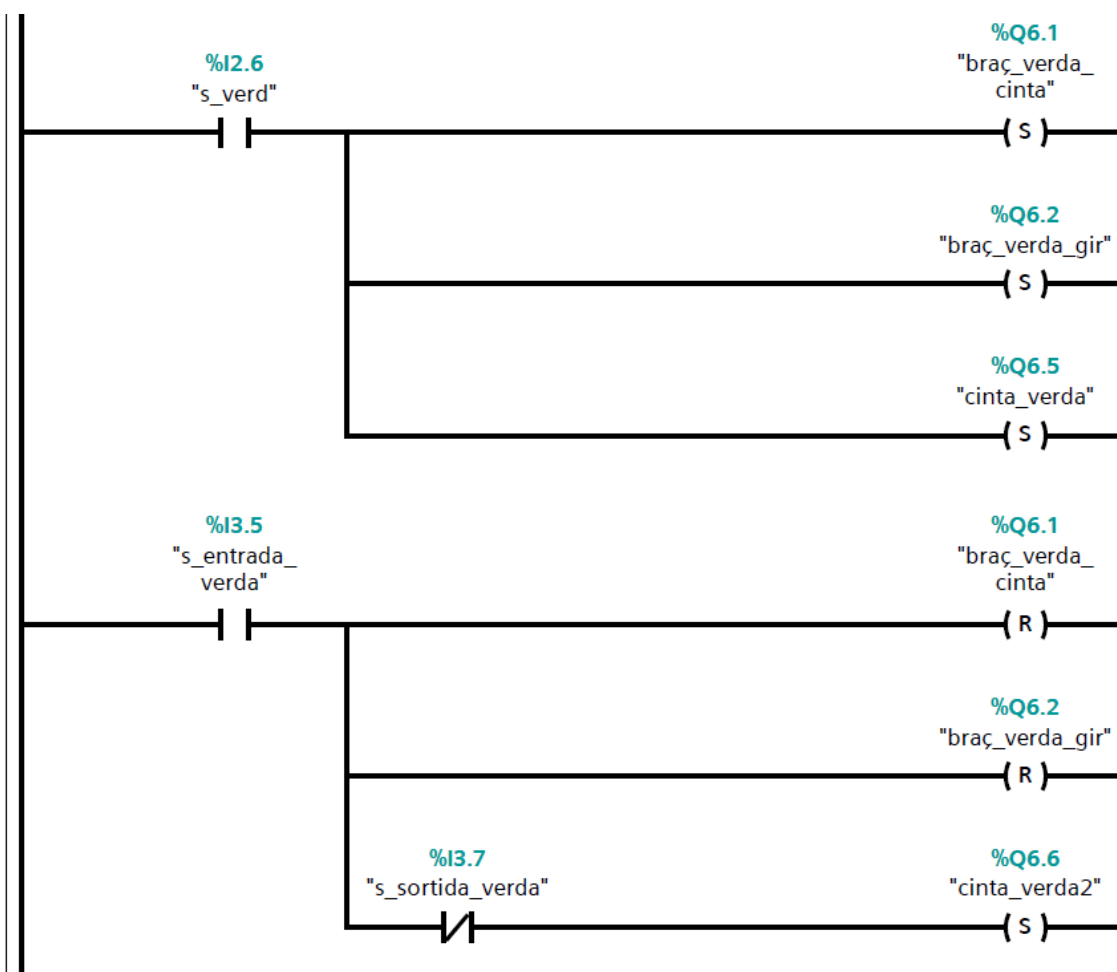 %Q6.1
%I2.6
"braç_verda_
"s_verd"
cinta"
S
%Q6.2
"braç_verda_gir"
S
%Q6.5
"cinta_verda"
S
%I3.5
%Q6.1
"s_entrada_
"braç_verda_
verda"
cinta"
R
%Q6.2
"braç_verda_gir"
R
%I3.7
%Q6.6
"s_sortida_verda"
"cinta_verda2"
S